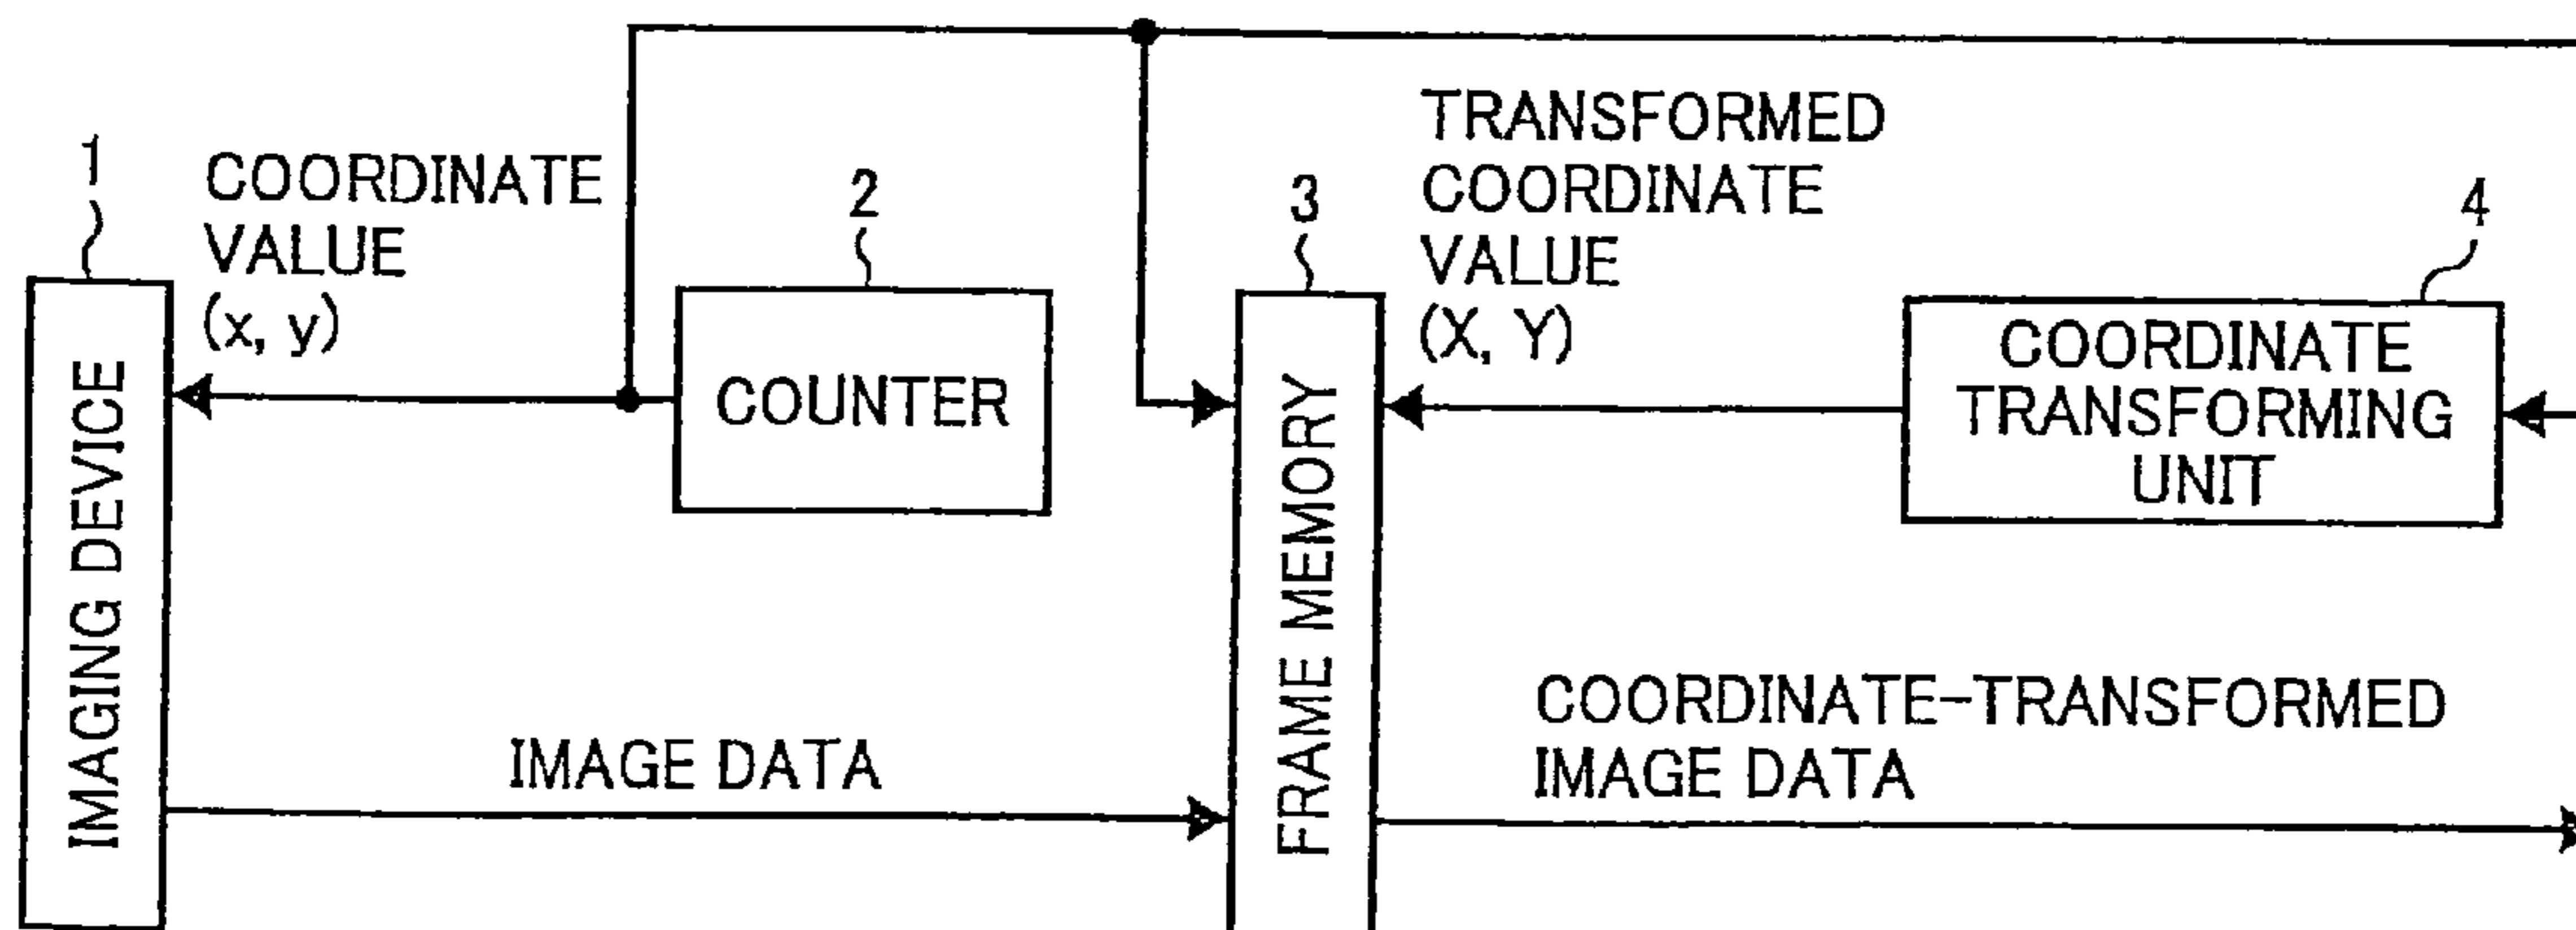 1
COORDINATE
VALUE
(x, y)
2
3
TRANSFORMED
COORDINATE
VALUE
(X, Y)
4
IMAGING DEVICE
COUNTER
FRAME MEMORY
COORDINATE
TRANSFORMING
UNIT
IMAGE DATA
COORDINATE-TRANSFORMED
IMAGE DATA